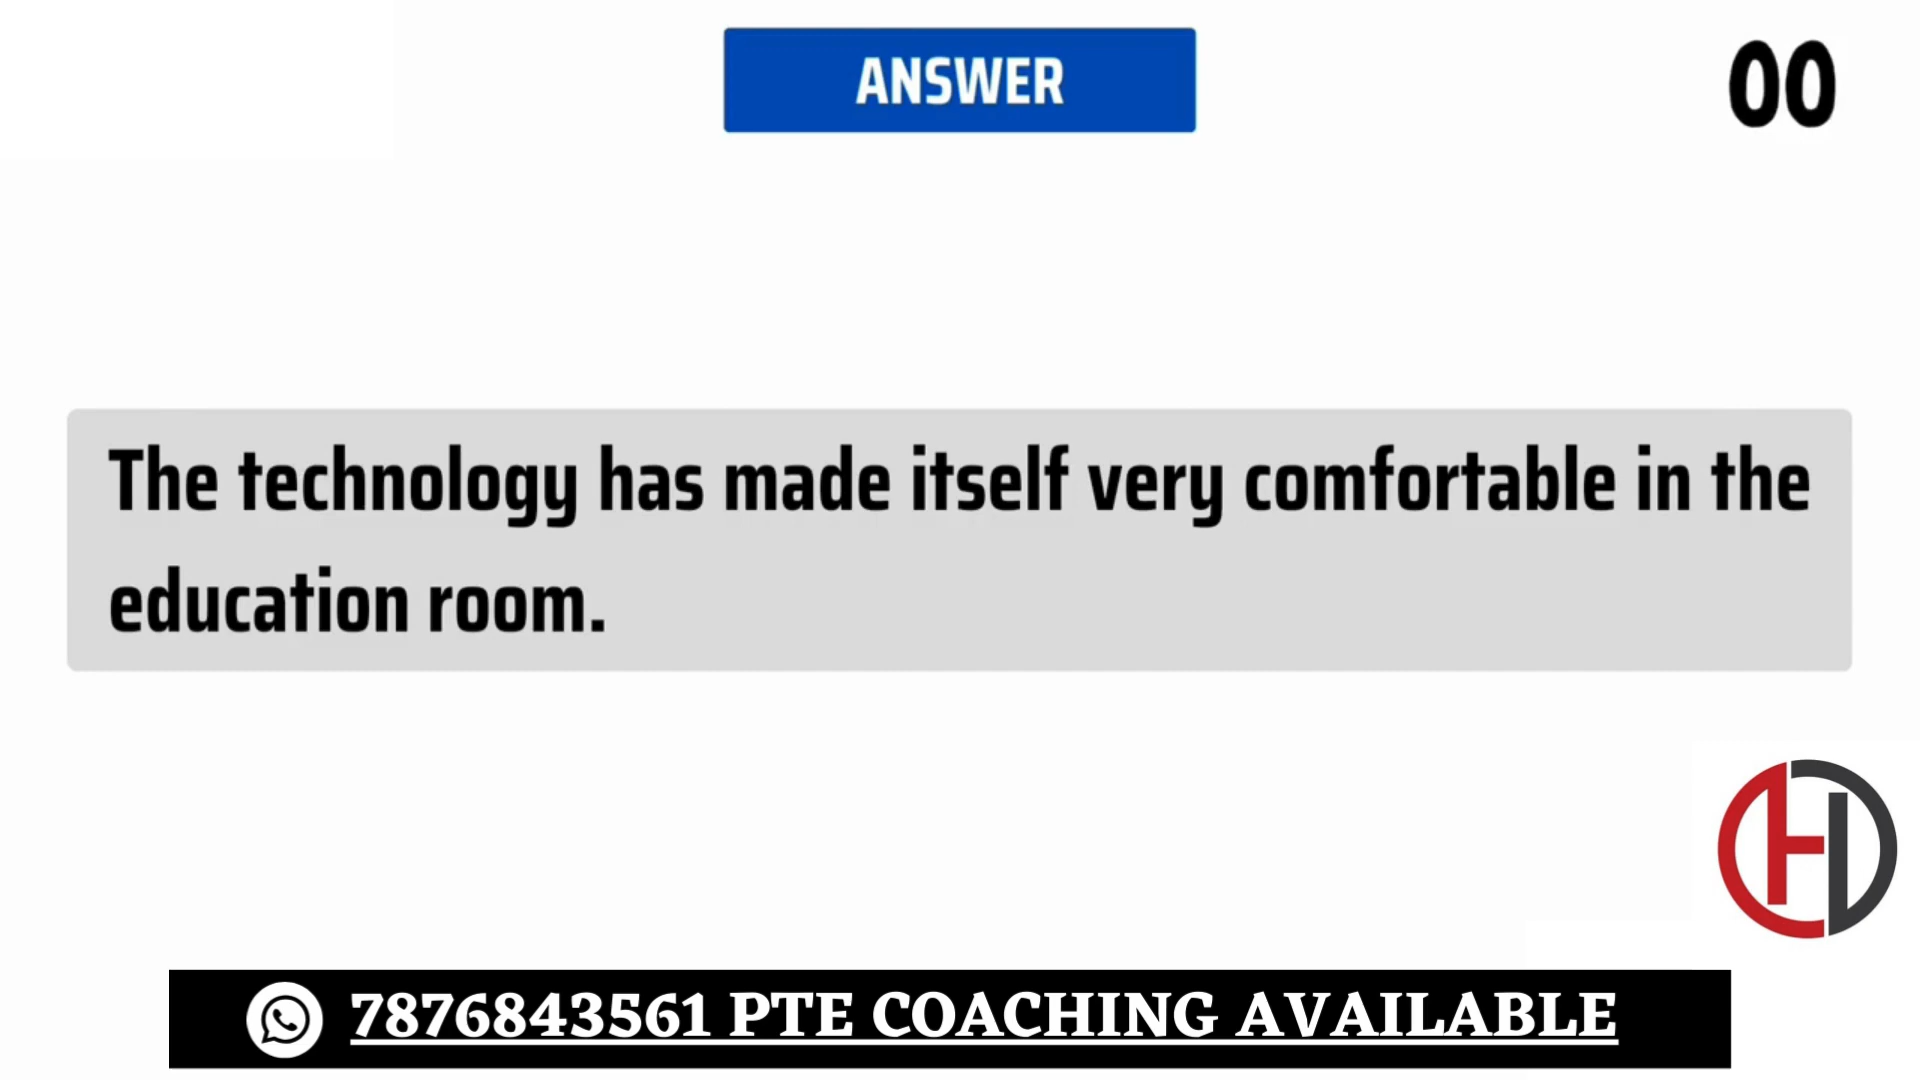 ANSWER
00
The technology has made itself very comfortable in the
education room.
7876843561 PTE COACHING AVAILABLE